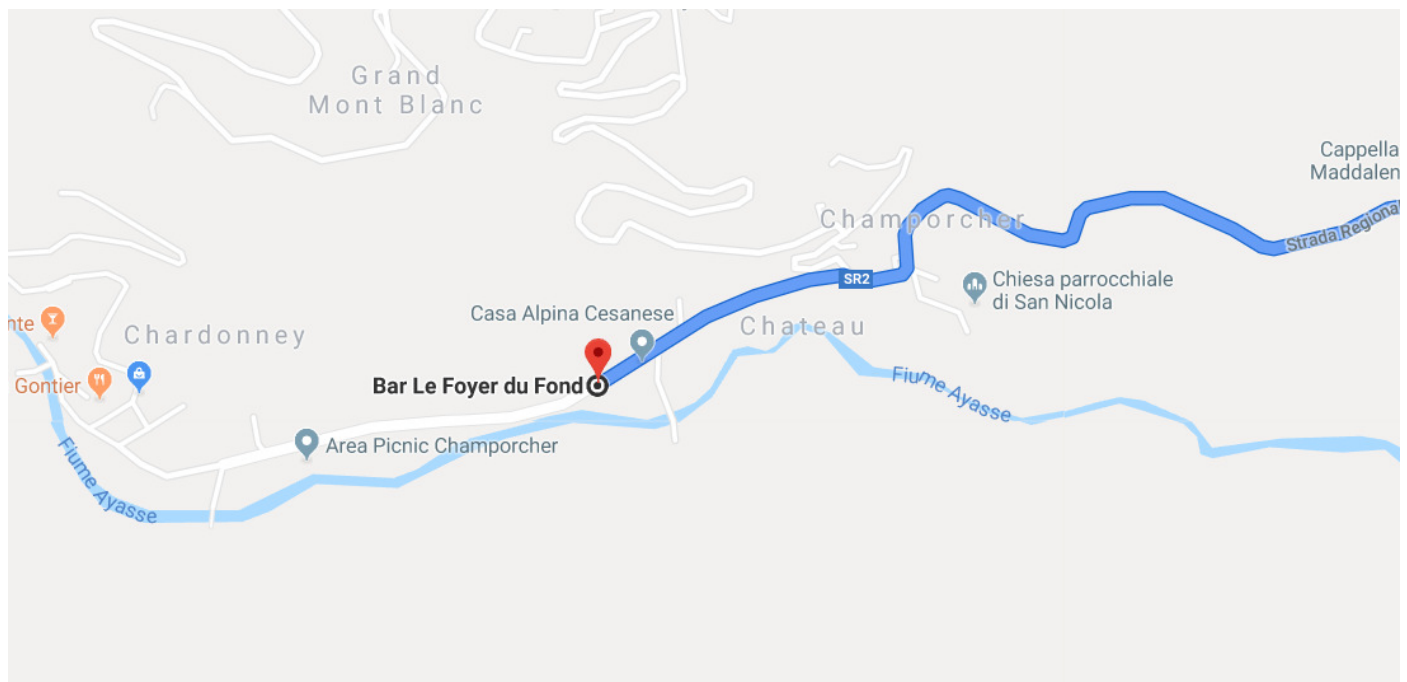 Grand
Mont Blanc
Cappella
Maddalen
Champorcher
Strada Regional
SR2
Chiesa parrocchiale
di San Nicola
Casa Alpina Cesanese
Chateau
nte
Chardonney
Gontier
Bar Le Foyer du Fond
Fiume Ayasse
Area Picnic Champorcher
Fiume Ayasse